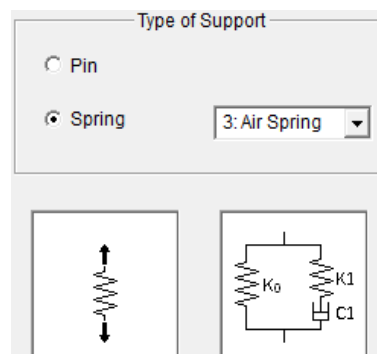 Type of Support
Pin
Spring
3: Air Spring
K₀
K1
C1